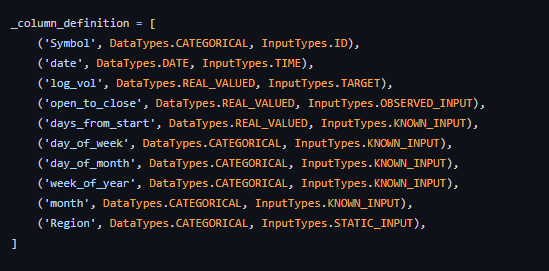 _column_definition = [
    ('Symbol', DataTypes.CATEGORICAL, InputTypes.ID),
    ('date', DataTypes.DATE, InputTypes.TIME),
    ('log_vol', DataTypes.REAL_VALUED, InputTypes.TARGET),
    ('open_to_close', DataTypes.REAL_VALUED, InputTypes.OBSERVED_INPUT),
    ('days_from_start', DataTypes.REAL_VALUED, InputTypes.KNOWN_INPUT),
    ('day_of_week', DataTypes.CATEGORICAL, InputTypes.KNOWN_INPUT),
    ('day_of_month', DataTypes.CATEGORICAL, InputTypes.KNOWN_INPUT),
    ('week_of_year', DataTypes.CATEGORICAL, InputTypes.KNOWN_INPUT),
    ('month', DataTypes.CATEGORICAL, InputTypes.KNOWN_INPUT),
    ('Region', DataTypes.CATEGORICAL, InputTypes.STATIC_INPUT),
]